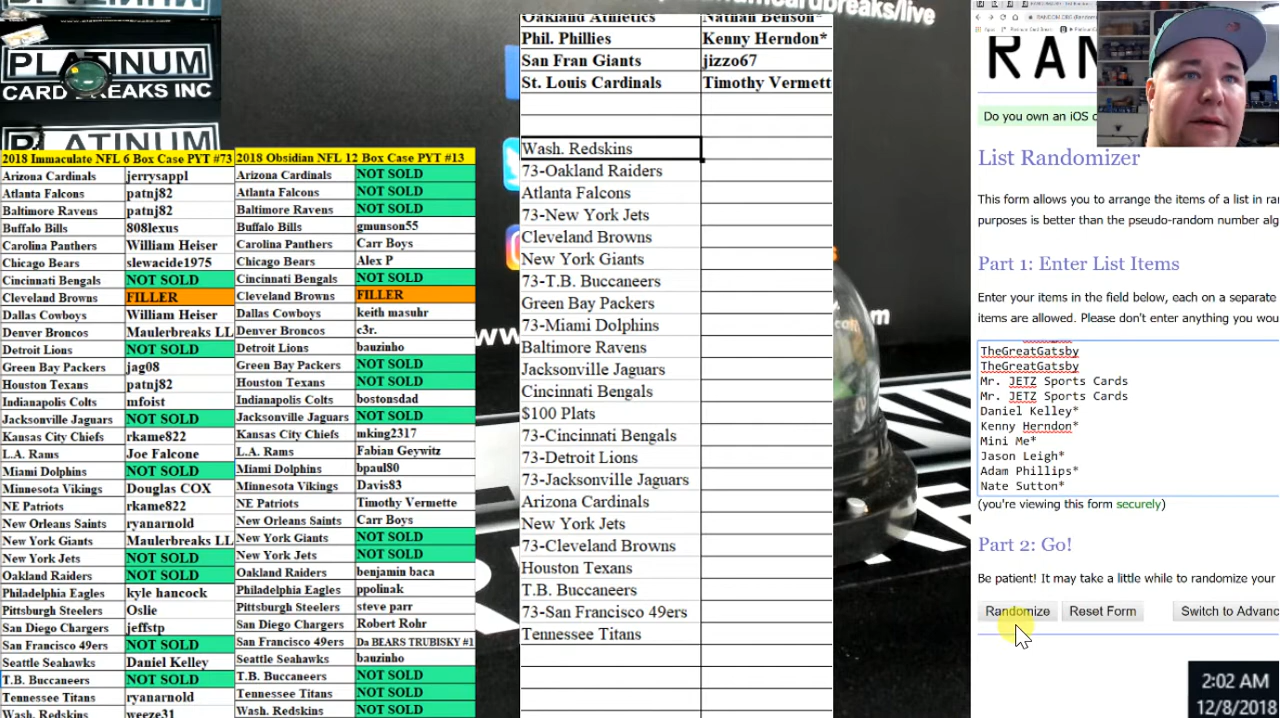 umcardbreaks/live
PLATINUM
CARD BREAKS INC
PLATINUM
2018 Immaculate NFL 6 Box Case PYT #73
Arizona Cardinals jerrysappl
Atlanta Falcons patnj82
Baltimore Ravens patnj82
Buffalo Bills 808lexus
Carolina Panthers William Heiser
Chicago Bears slewacide1975
Cincinnati Bengals NOT SOLD
Cleveland Browns FILLER
Dallas Cowboys William Heiser
Denver Broncos Maulerbreaks LL
Detroit Lions NOT SOLD
Green Bay Packers jag08
Houston Texans patnj82
Indianapolis Colts mfoist
Jacksonville Jaguars NOT SOLD
Kansas City Chiefs rkame822
L.A. Rams Joe Falcone
Miami Dolphins NOT SOLD
Minnesota Vikings Douglas COX
NE Patriots rkame822
New Orleans Saints ryanarnold
New York Giants Maulerbreaks LL
New York Jets NOT SOLD
Oakland Raiders NOT SOLD
Philadelphia Eagles kyle hancock
Pittsburgh Steelers Oslie
San Diego Chargers jeffstp
San Francisco 49ers NOT SOLD
Seattle Seahawks Daniel Kelley
T.B. Buccaneers NOT SOLD
Tennessee Titans ryanarnold
Wash. Redskins weeze31
2018 Obsidian NFL 12 Box Case PYT #13
Arizona Cardinals NOT SOLD
Atlanta Falcons NOT SOLD
Baltimore Ravens NOT SOLD
Buffalo Bills gmunson55
Carolina Panthers Carr Boys
Chicago Bears Alex P
Cincinnati Bengals NOT SOLD
Cleveland Browns FILLER
Dallas Cowboys keith masuhr
Denver Broncos c3r.
Detroit Lions bauzinho
Green Bay Packers NOT SOLD
Houston Texans NOT SOLD
Indianapolis Colts bostonsdad
Jacksonville Jaguars NOT SOLD
Kansas City Chiefs mking2317
L.A. Rams Fabian Geywitz
Miami Dolphins bpaul80
Minnesota Vikings Davis83
NE Patriots Timothy Vermette
New Orleans Saints Carr Boys
New York Giants NOT SOLD
New York Jets NOT SOLD
Oakland Raiders benjamin baca
Philadelphia Eagles ppolinak
Pittsburgh Steelers steve parr
San Diego Chargers Robert Rohr
San Francisco 49ers Da BEARS TRUBISKY #1
Seattle Seahawks bauzinho
T.B. Buccaneers NOT SOLD
Tennessee Titans NOT SOLD
Wash. Redskins NOT SOLD
Oakland Athletics Nathan Benson*
Phil. Phillies Kenny Herndon*
San Fran Giants jizzo67
St. Louis Cardinals Timothy Vermett
Wash. Redskins
73-Oakland Raiders
Atlanta Falcons
73-New York Jets
Cleveland Browns
New York Giants
73-T.B. Buccaneers
Green Bay Packers
73-Miami Dolphins
Baltimore Ravens
Jacksonville Jaguars
Cincinnati Bengals
$100 Plats
73-Cincinnati Bengals
73-Detroit Lions
73-Jacksonville Jaguars
Arizona Cardinals
New York Jets
73-Cleveland Browns
Houston Texans
T.B. Buccaneers
73-San Francisco 49ers
Tennessee Titans
RAN
Do you own an iOS
List Randomizer
This form allows you to arrange the items of a list in ra
purposes is better than the pseudo-random number alg
Part 1: Enter List Items
Enter your items in the field below, each on a separate
items are allowed. Please don't enter anything you wou
TheGreatGatsby
TheGreatGatsby
Mr. JETZ Sports Cards
Mr. JETZ Sports Cards
Daniel Kelley*
Kenny Herndon*
Mini Me*
Jason Leigh*
Adam Phillips*
Nate Sutton*
(you're viewing this form securely)
Part 2: Go!
Be patient! It may take a little while to randomize your
Randomize Reset Form Switch to Advanc
2:02 AM
12/8/2018